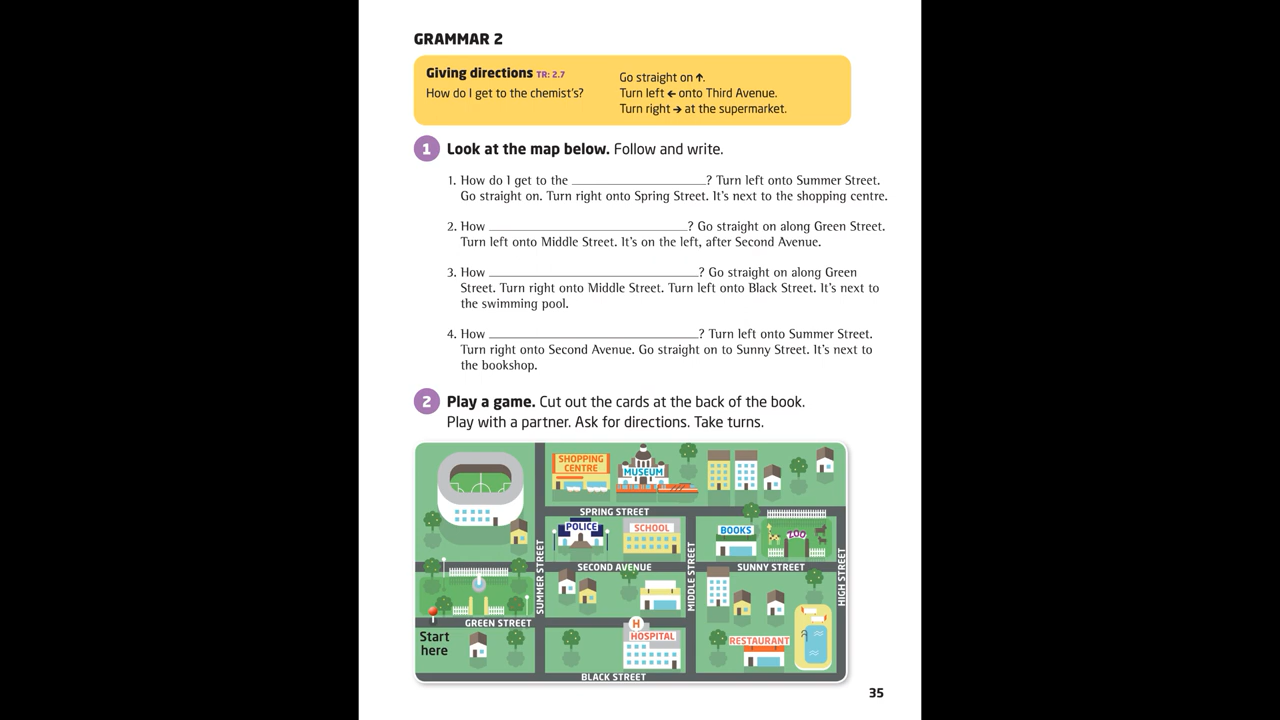 GRAMMAR 2
Giving directions TR: 2.7
How do I get to the chemist's?
Go straight on ↑.
Turn left ← onto Third Avenue.
Turn right → at the supermarket.
1 Look at the map below. Follow and write.
1. How do I get to the ____________________? Turn left onto Summer Street.
Go straight on. Turn right onto Spring Street. It's next to the shopping centre.
2. How ____________________? Go straight on along Green Street.
Turn left onto Middle Street. It's on the left, after Second Avenue.
3. How ____________________? Go straight on along Green
Street. Turn right onto Middle Street. Turn left onto Black Street. It's next to
the swimming pool.
4. How ____________________? Turn left onto Summer Street.
Turn right onto Second Avenue. Go straight on to Sunny Street. It's next to
the bookshop.
2 Play a game. Cut out the cards at the back of the book.
Play with a partner. Ask for directions. Take turns.
SHOPPING
CENTRE
MUSEUM
SPRING STREET
POLICE
SCHOOL
BOOKS
ZOO
SUMMER STREET
SECOND AVENUE
MIDDLE STREET
SUNNY STREET
HIGH STREET
GREEN STREET
Start
here
H
HOSPITAL
RESTAURANT
BLACK STREET
35